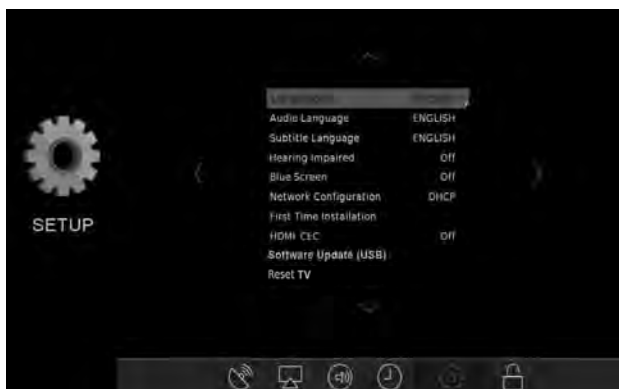 Audio Language ENGLISH
Subtitle Language ENGLISH
Hearing Impaired Off
Blue Screen Off
Network Configuration DHCP
First Time Installation
SETUP
HDMI CEC Off
Software Update (USB)
Reset TV